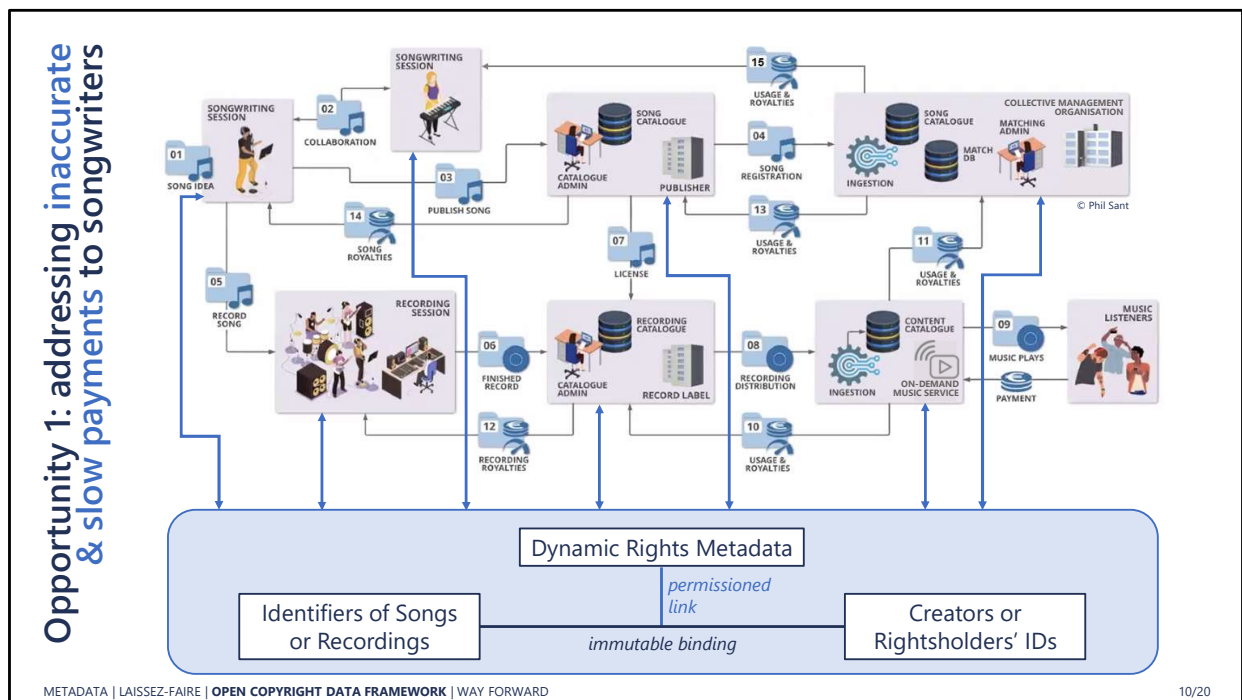 Opportunity 1: addressing inaccurate
& slow payments to songwriters
SONGWRITING
SESSION
15
USAGE &
ROYALTIES
SONGWRITING
SESSION
02
COLLABORATION
01
SONG IDEA
03
PUBLISH SONG
SONG
CATALOGUE
CATALOGUE
ADMIN
PUBLISHER
04
SONG
REGISTRATION
SONG
CATALOGUE
COLLECTIVE MANAGEMENT
ORGANISATION
MATCHING
ADMIN
MATCH
DB
INGESTION
© Phil Sant
14
SONG
ROYALTIES
13
USAGE &
ROYALTIES
07
LICENSE
11
USAGE &
ROYALTIES
05
RECORD
SONG
RECORDING
SESSION
06
FINISHED
RECORD
RECORDING
CATALOGUE
CATALOGUE
ADMIN
RECORD LABEL
08
RECORDING
DISTRIBUTION
CONTENT
CATALOGUE
INGESTION
ON-DEMAND
MUSIC SERVICE
09
MUSIC PLAYS
PAYMENT
MUSIC
LISTENERS
12
RECORDING
ROYALTIES
10
USAGE &
ROYALTIES
Dynamic Rights Metadata
permissioned
link
Identifiers of Songs
or Recordings
immutable binding
Creators or
Rightsholders’ IDs
METADATA | LAISSEZ-FAIRE | OPEN COPYRIGHT DATA FRAMEWORK | WAY FORWARD
10/20